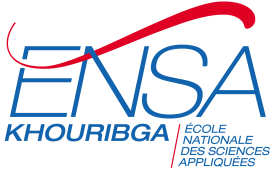 ENSA
KHOURIBGA
ÉCOLE
NATIONALE
DES SCIENCES
APPLIQUÉES